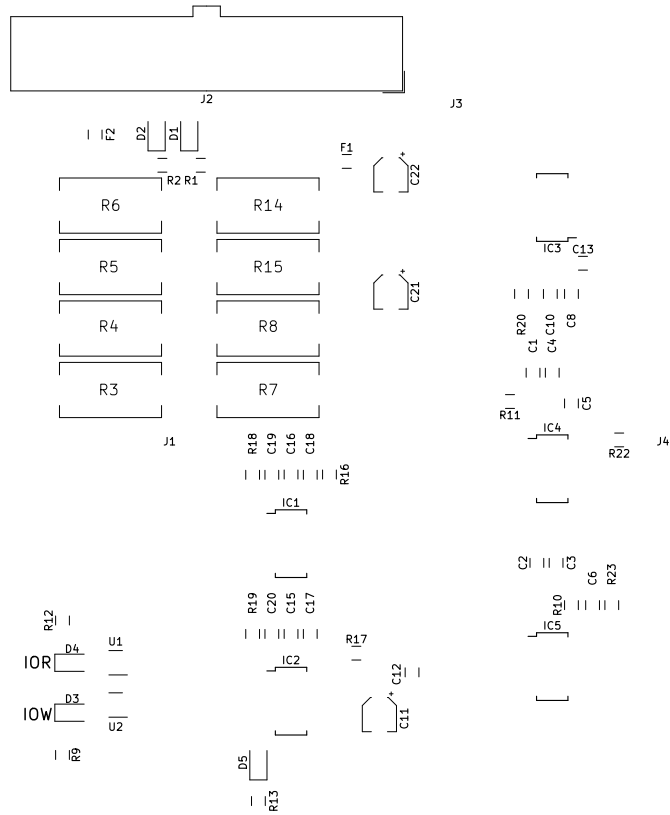 J2
J3
F2
D2
D1
R2
R1
F1
+
C22
R6
R14
R5
R15
R4
R8
R3
R7
+
C21
IC3
C13
R20
C10
C8
C1
C4
R11
C5
J1
IC4
R22
J4
R18
C19
C16
C18
R16
IC1
C2
C3
C6
R23
R10
R19
C20
C15
C17
IC5
R12
D4
U1
IOR
R17
IC2
C12
D3
IOW
U2
+
C11
R9
D5
R13